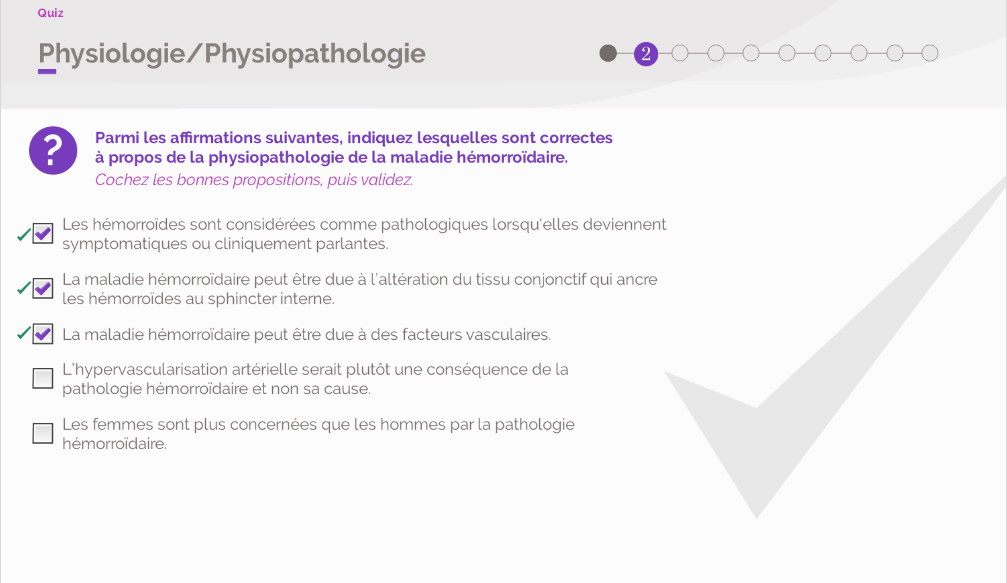 Quiz
Physiologie/Physiopathologie
2
?
Parmi les affirmations suivantes, indiquez lesquelles sont correctes
à propos de la physiopathologie de la maladie hémorroïdaire.
Cochez les bonnes propositions, puis validez.
Les hémorroïdes sont considérées comme pathologiques lorsqu'elles deviennent
symptomatiques ou cliniquement parlantes.
La maladie hémorroïdaire peut être due à l'altération du tissu conjonctif qui ancre
les hémorroïdes au sphincter interne.
La maladie hémorroïdaire peut être due à des facteurs vasculaires.
L'hypervascularisation artérielle serait plutôt une conséquence de la
pathologie hémorroïdaire et non sa cause.
Les femmes sont plus concernées que les hommes par la pathologie
hémorroïdaire.